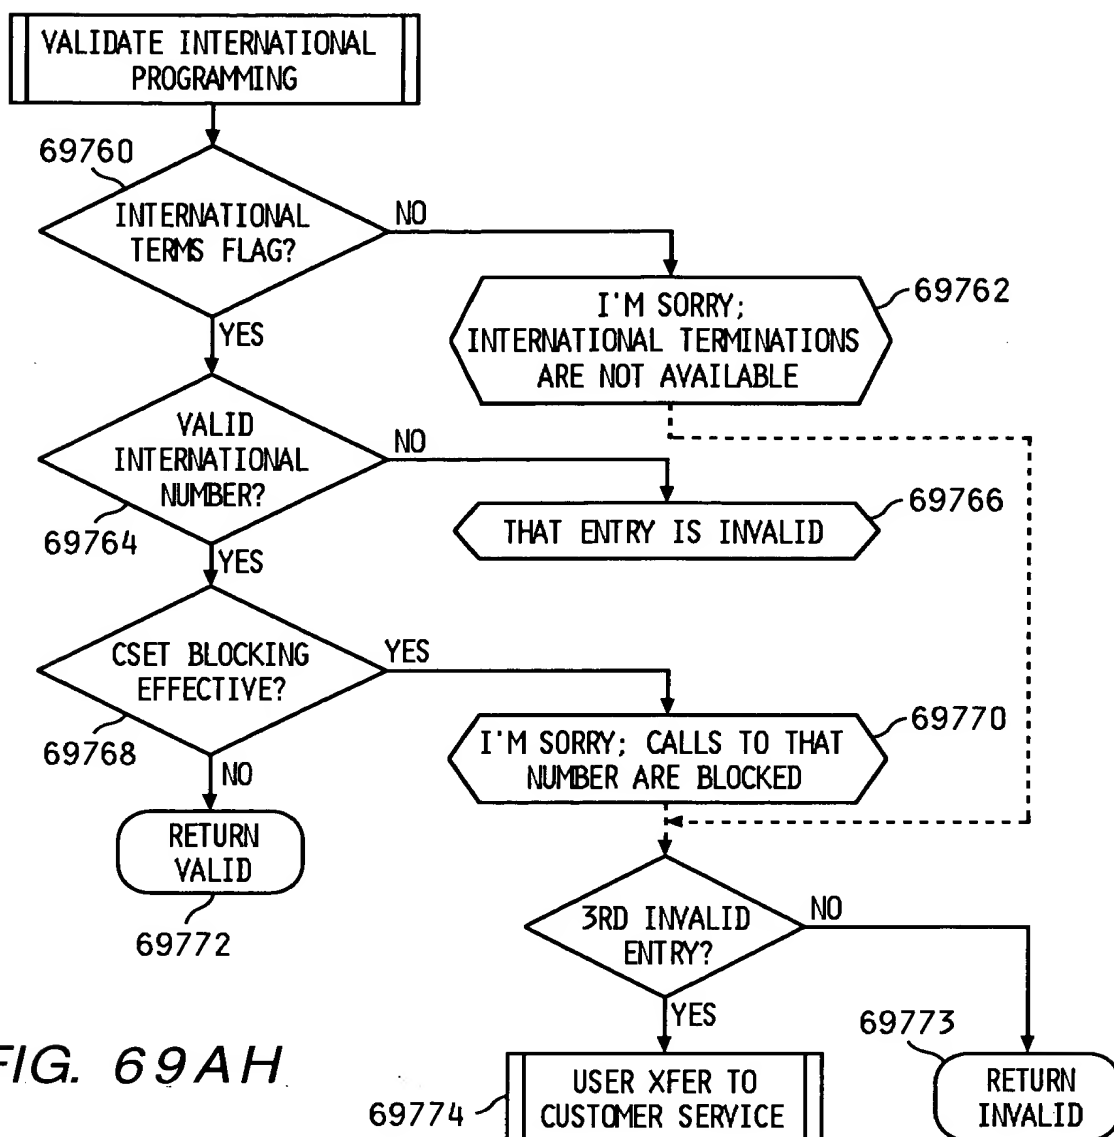 VALIDATE INTERNATIONAL
PROGRAMMING
69760
INTERNATIONAL
TERMS FLAG?
NO
YES
I'M SORRY;
INTERNATIONAL TERMINATIONS
ARE NOT AVAILABLE
69762
VALID
INTERNATIONAL
NUMBER?
NO
69764
YES
THAT ENTRY IS INVALID
69766
CSET BLOCKING
EFFECTIVE?
YES
69768
NO
I'M SORRY; CALLS TO THAT
NUMBER ARE BLOCKED
69770
RETURN
VALID
69772
3RD INVALID
ENTRY?
NO
YES
69773
FIG. 69AH
69774
USER XFER TO
CUSTOMER SERVICE
RETURN
INVALID